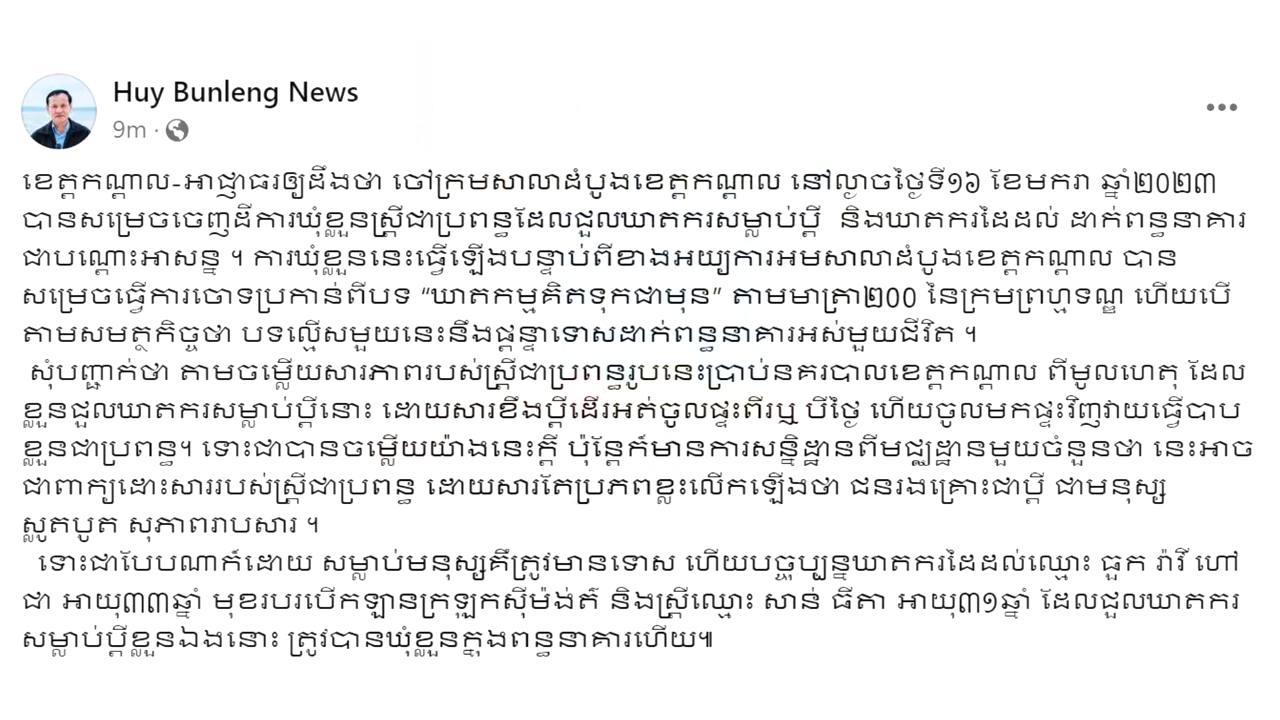 Huy Bunleng News
9m ·
ខេត្តកណ្ដាល-អាជ្ញាធរឲ្យដឹងថា ចៅក្រមសាលាដំបូងខេត្តកណ្ដាល នៅល្ងាចថ្ងៃទី១៦ ខែមករា ឆ្នាំ២០២៣
បានសម្រេចចេញដីការឃុំខ្លួនស្ត្រីជាប្រពន្ធដែលជួលឃាតករសម្លាប់ប្ដី និងឃាតករដៃដល់ ដាក់ពន្ធនាគារ
ជាបណ្ដោះអាសន្ន ។ ការឃុំខ្លួននេះធ្វើឡើងបន្ទាប់ពីខាងអយ្យការអមសាលាដំបូងខេត្តកណ្ដាល បាន
សម្រេចធ្វើការចោទប្រកាន់ពីបទ “ឃាតកម្មគិតទុកជាមុន” តាមមាត្រា២០០ នៃក្រមព្រហ្មទណ្ឌ ហើយបើ
តាមសមត្ថកិច្ចថា បទល្មើសមួយនេះនឹងផ្ដន្ទាទោសដាក់ពន្ធនាគារអស់មួយជីវិត ។
សុំបញ្ជាក់ថា តាមចម្លើយសារភាពរបស់ស្ត្រីជាប្រពន្ធរូបនេះប្រាប់នគរបាលខេត្តកណ្ដាល ពីមូលហេតុ ដែល
ខ្លួនជួលឃាតករសម្លាប់ប្ដីនោះ ដោយសារខឹងប្ដីដើរអត់ចូលផ្ទះពីរឬ បីថ្ងៃ ហើយចូលមកផ្ទះវិញវាយធ្វើបាប
ខ្លួនជាប្រពន្ធ។ ទោះជាបានចម្លើយយ៉ាងនេះក្ដី ប៉ុន្តែក៏មានការសន្និដ្ឋានពីមជ្ឈដ្ឋានមួយចំនួនថា នេះអាច
ជាពាក្យដោះសាររបស់ស្ត្រីជាប្រពន្ធ ដោយសារតែប្រភពខ្លះលើកឡើងថា ជនរងគ្រោះជាប្ដី ជាមនុស្ស
ស្លូតបូត សុភាពរាបសារ ។
ទោះជាបែបណាក៍ដោយ សម្លាប់មនុស្សគឺត្រូវមានទោស ហើយបច្ចុប្បន្នឃាតករដៃដល់ឈ្មោះ ធួក រ៉ាវី ហៅ
ជា អាយុ៣៣ឆ្នាំ មុខរបរបើកឡានក្រឡុកស៊ីម៉ង់ត៍ និងស្ត្រីឈ្មោះ សាន់ ធីតា អាយុ៣១ឆ្នាំ ដែលជួលឃាតករ
សម្លាប់ប្ដីខ្លួនឯងនោះ ត្រូវបានឃុំខ្លួនក្នុងពន្ធនាគារហើយ៕